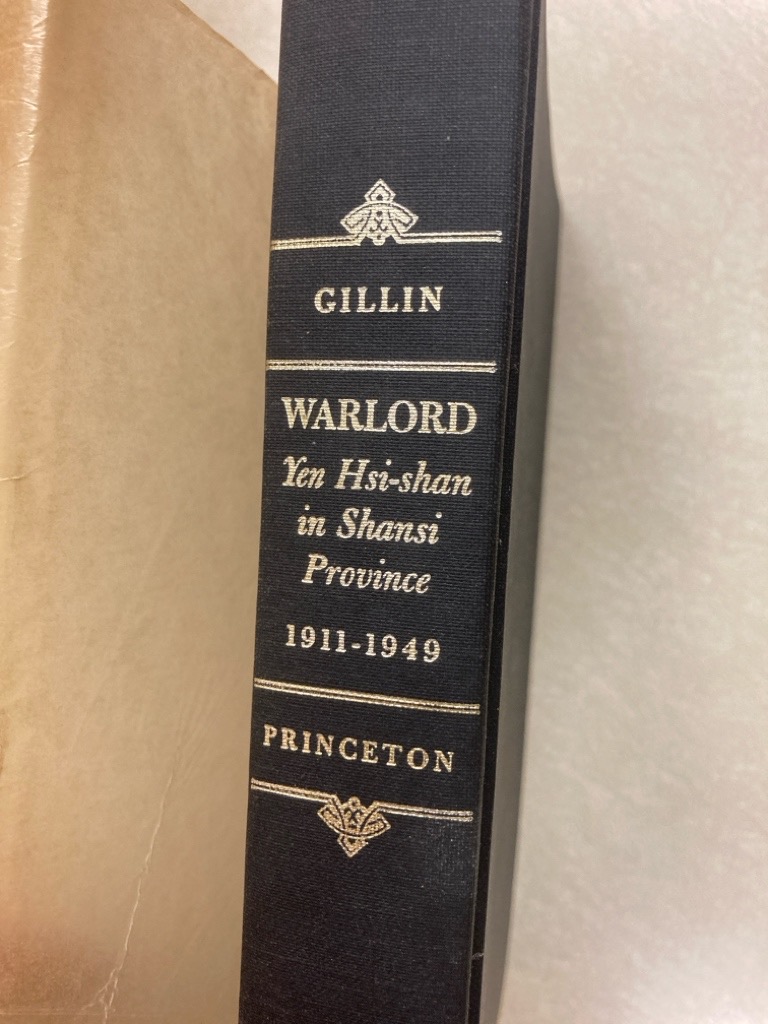 GILLIN
WARLORD
Yen Hsi-shan
in Shansi
Province
1911-1949
PRINCETON